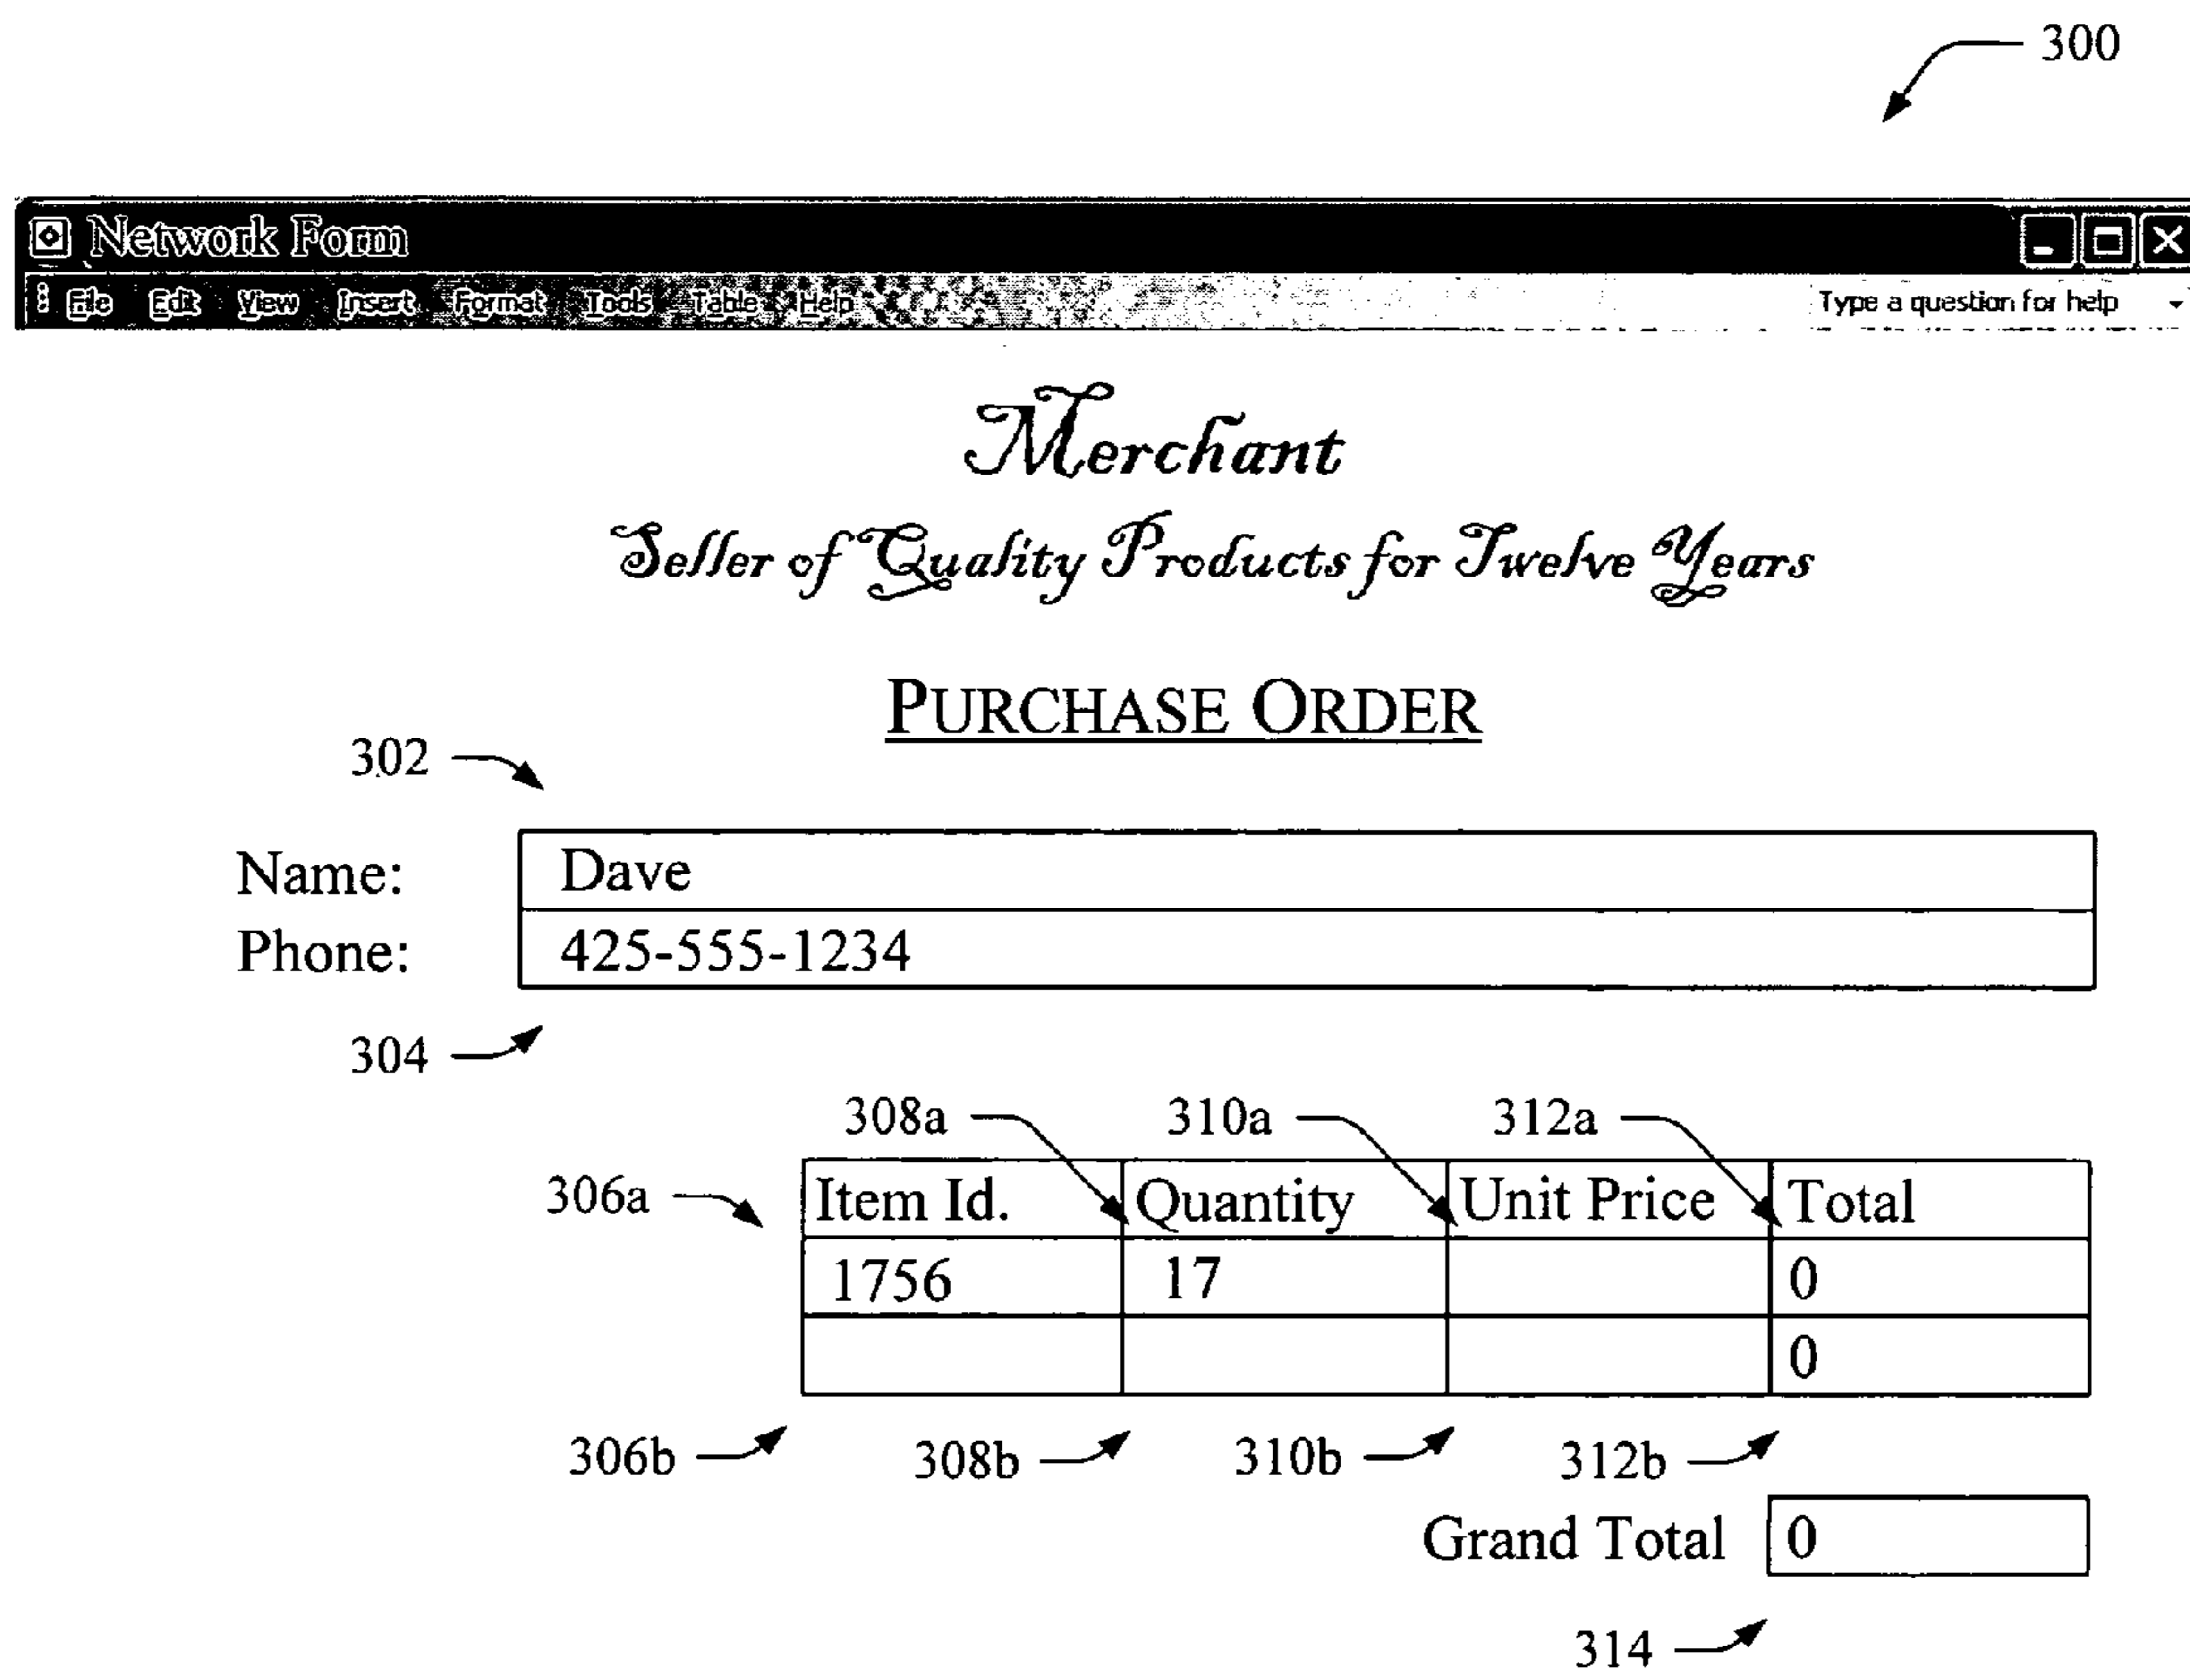 300
Network Form
File Edit View Insert Format Tools Table Help Type a question for help
Merchant
Seller of Quality Products for Twelve Years
PURCHASE ORDER
302
Name: Dave
Phone: 425-555-1234
304
308a 310a 312a
306a
Item Id. Quantity Unit Price Total
1756 17 0
0
306b 308b 310b 312b
Grand Total 0
314